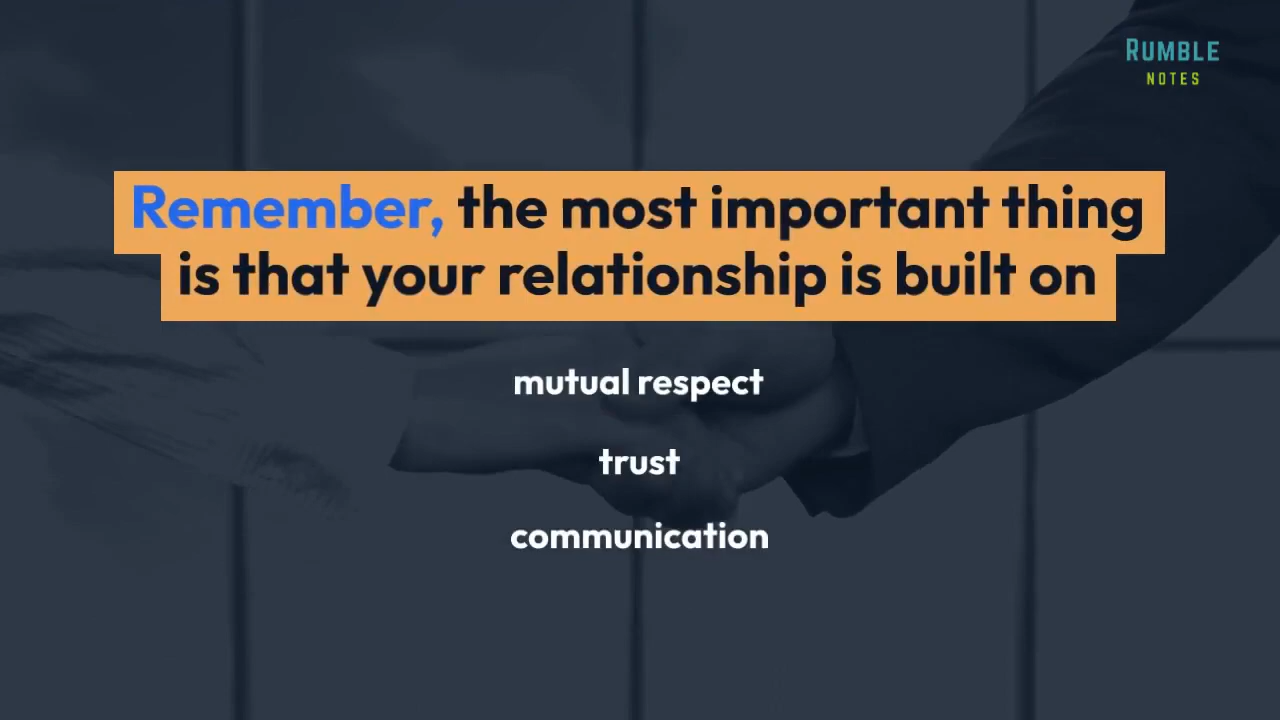 RUMBLE
NOTES
Remember, the most important thing
is that your relationship is built on
mutual respect
trust
communication